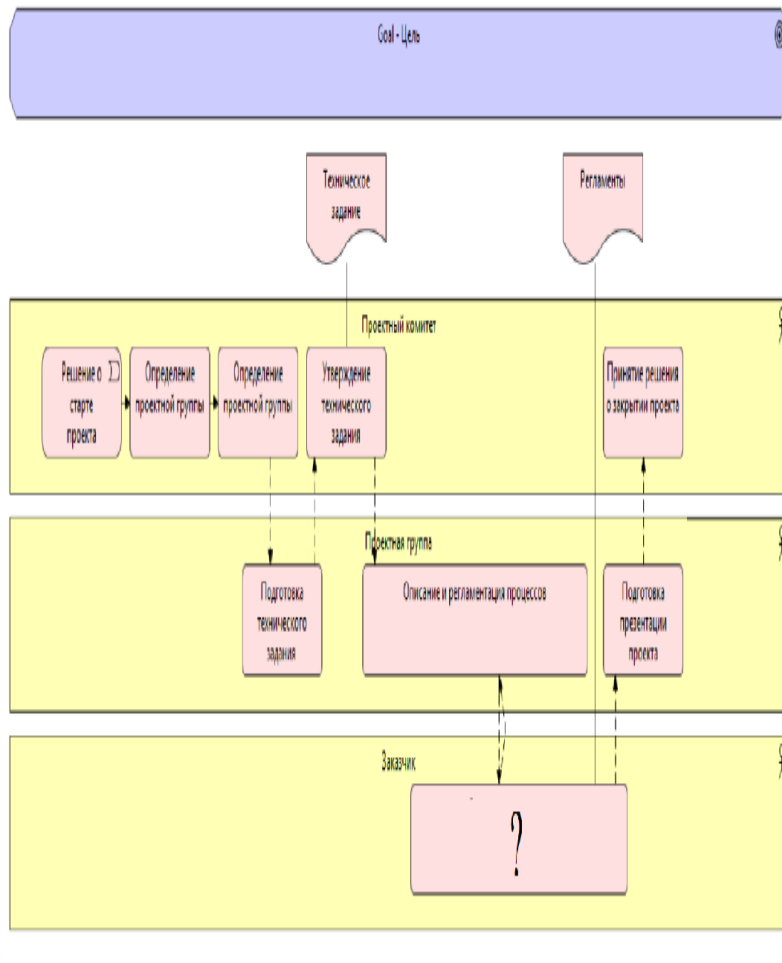 Goal - Цель
Техническое
задание
Регламенты
Проектный комитет
Решение о
старте
проекта
Определение
проектной группы
Определение
проектной группы
Утверждение
технического
задания
Принятие решения
о закрытии проекта
Проектная группа
Подготовка
технического
задания
Описание и регламентация процессов
Подготовка
презентации
проекта
Заказчик
?